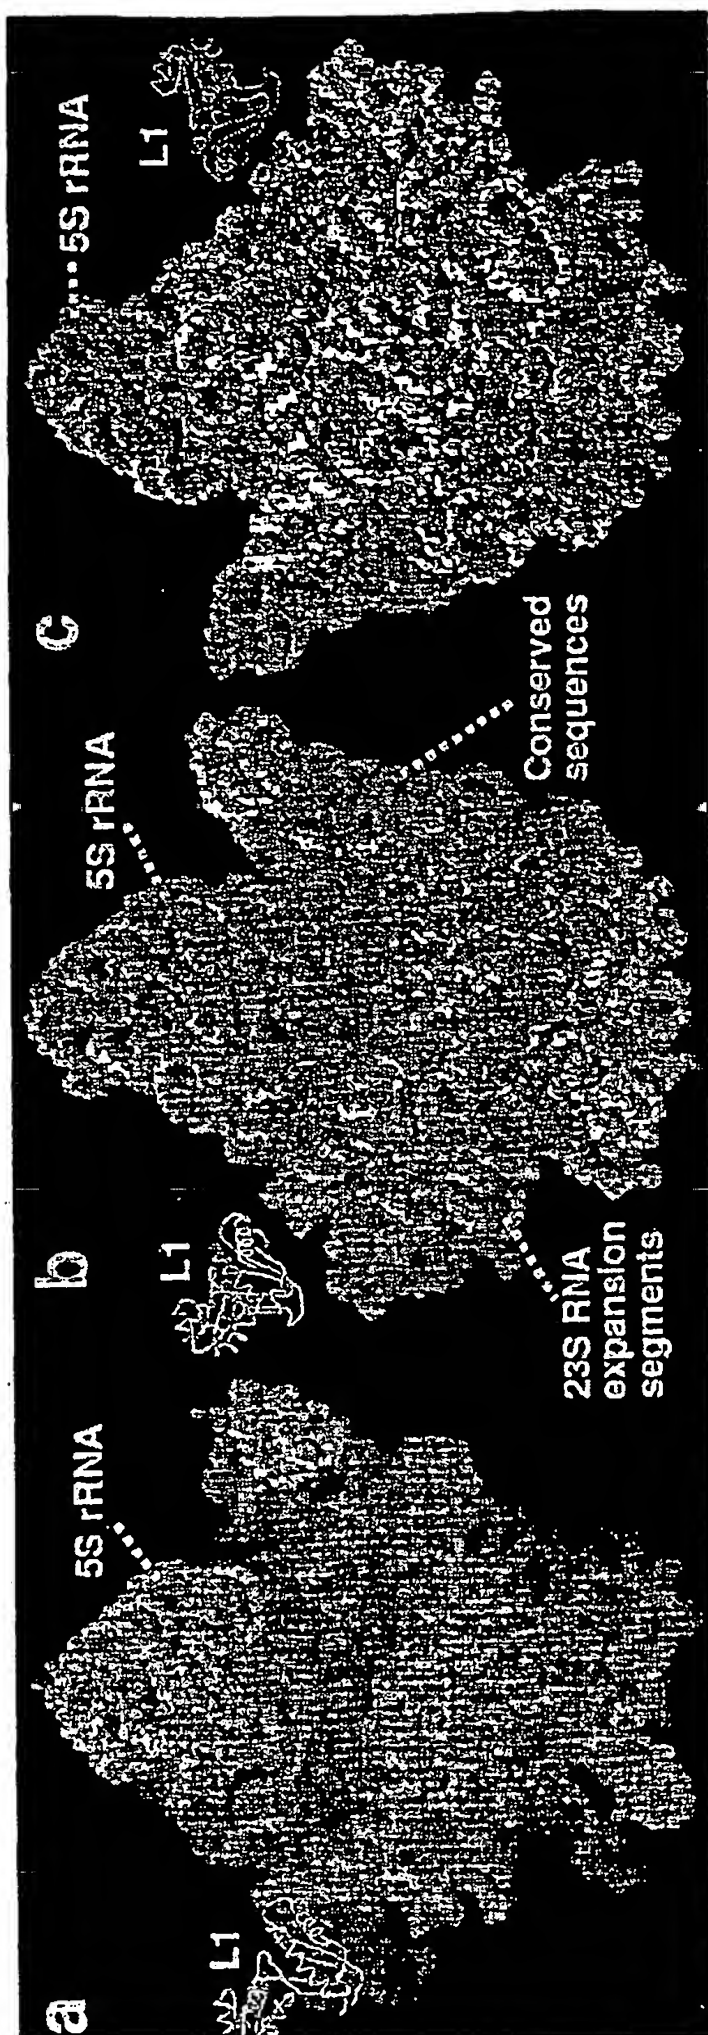 a
L1
5S rRNA
b
L1
5S rRNA
23S RNA
expansion
segments
Conserved
sequences
c
L1
5S rRNA